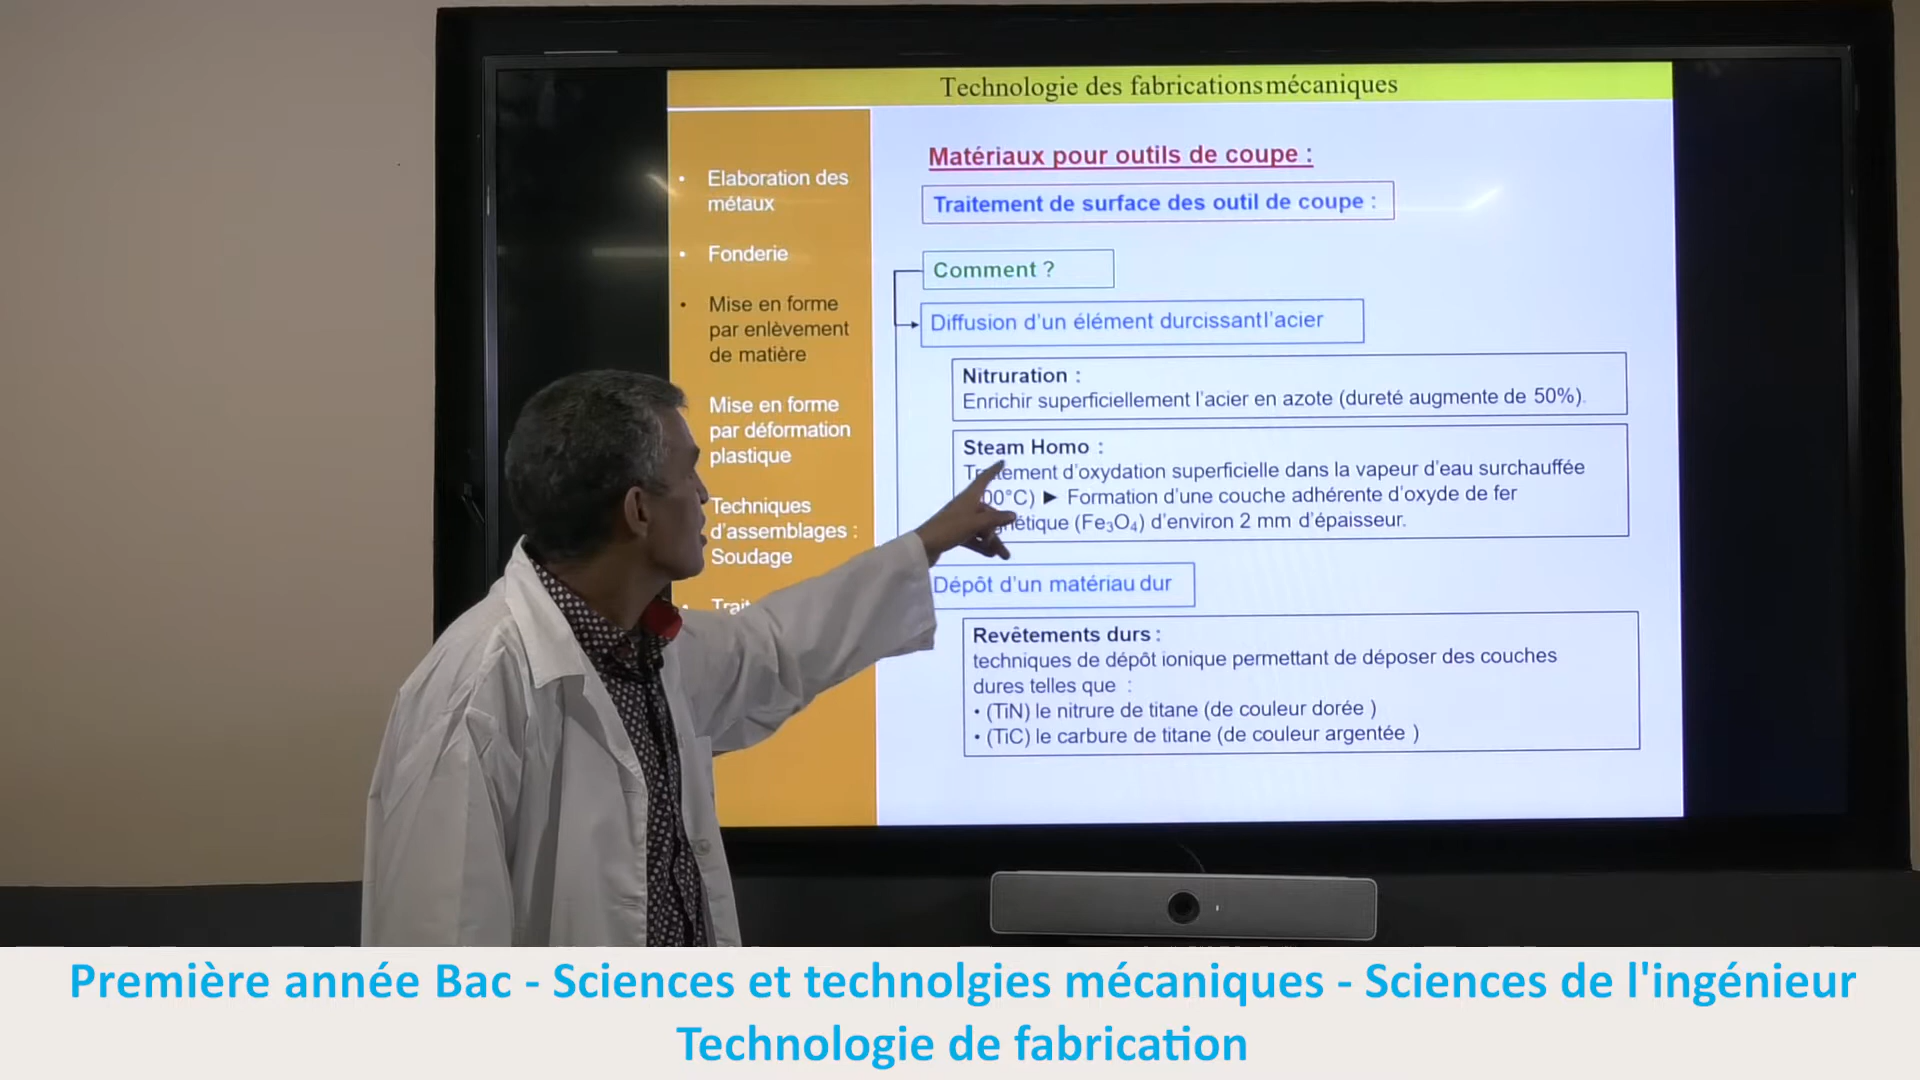 Technologie des fabrications mécaniques
• Elaboration des
métaux
• Fonderie
• Mise en forme
par enlèvement
de matière
Mise en forme
par déformation
plastique
Techniques
d'assemblages :
Soudage
•
Matériaux pour outils de coupe :
Traitement de surface des outil de coupe :
Comment ?
Diffusion d'un élément durcissant l'acier
Nitruration :
Enrichir superficiellement l'acier en azote (dureté augmente de 50%).
Steam Homo :
d'oxydation superficielle dans la vapeur d'eau surchauffée
00°C) ► Formation d'une couche adhérente d'oxyde de fer
(Fe₃O₄) d'environ 2 mm d'épaisseur.
Dépôt d'un matériau dur
Revêtements durs :
techniques de dépôt ionique permettant de déposer des couches
dures telles que :
• (TiN) le nitrure de titane (de couleur dorée )
• (TiC) le carbure de titane (de couleur argentée )
Première année Bac - Sciences et technolgies mécaniques - Sciences de l'ingénieur
Technologie de fabrication